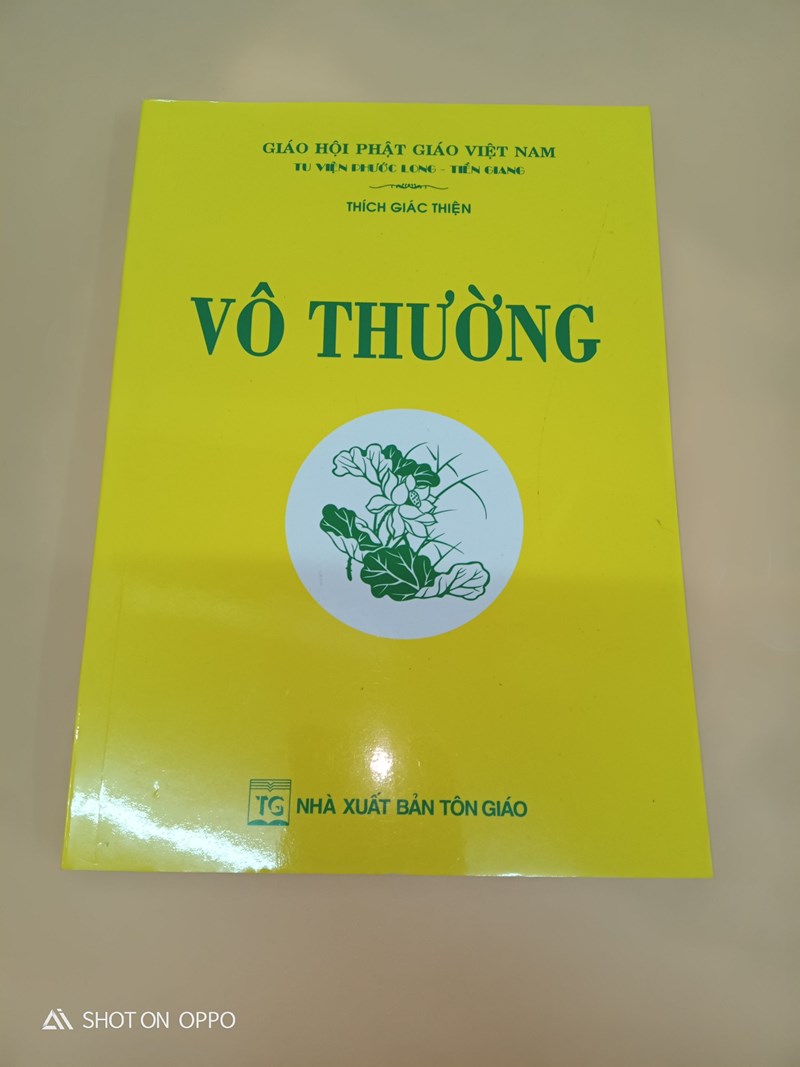 GIÁO HỘI PHẬT GIÁO VIỆT NAM
TU VIỆN PHƯỚC LONG - TIỀN GIANG
THÍCH GIÁC THIỆN
VÔ THƯỜNG
TG NHÀ XUẤT BẢN TÔN GIÁO
SHOT ON OPPO